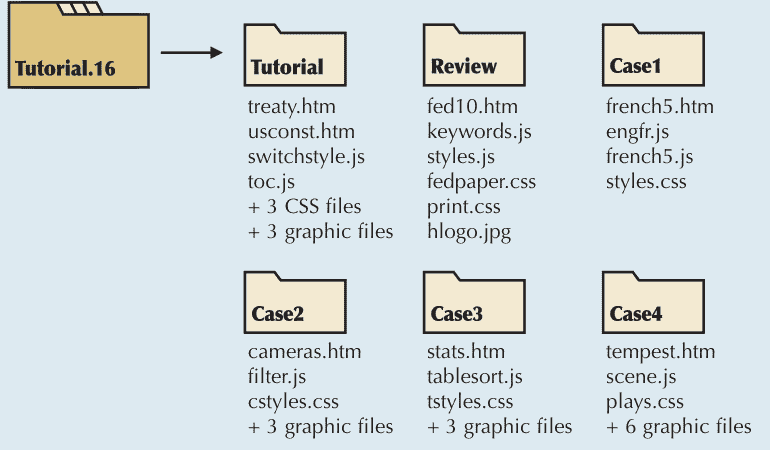 Tutorial.16
Tutorial
treaty.htm
usconst.htm
switchstyle.js
toc.js
+ 3 CSS files
+ 3 graphic files
Review
fed10.htm
keywords.js
styles.js
fedpaper.css
print.css
hlogo.jpg
Case1
french5.htm
engfr.js
french5.js
styles.css
Case2
cameras.htm
filter.js
cstyles.css
+ 3 graphic files
Case3
stats.htm
tablesort.js
tstyles.css
+ 3 graphic files
Case4
tempest.htm
scene.js
plays.css
+ 6 graphic files